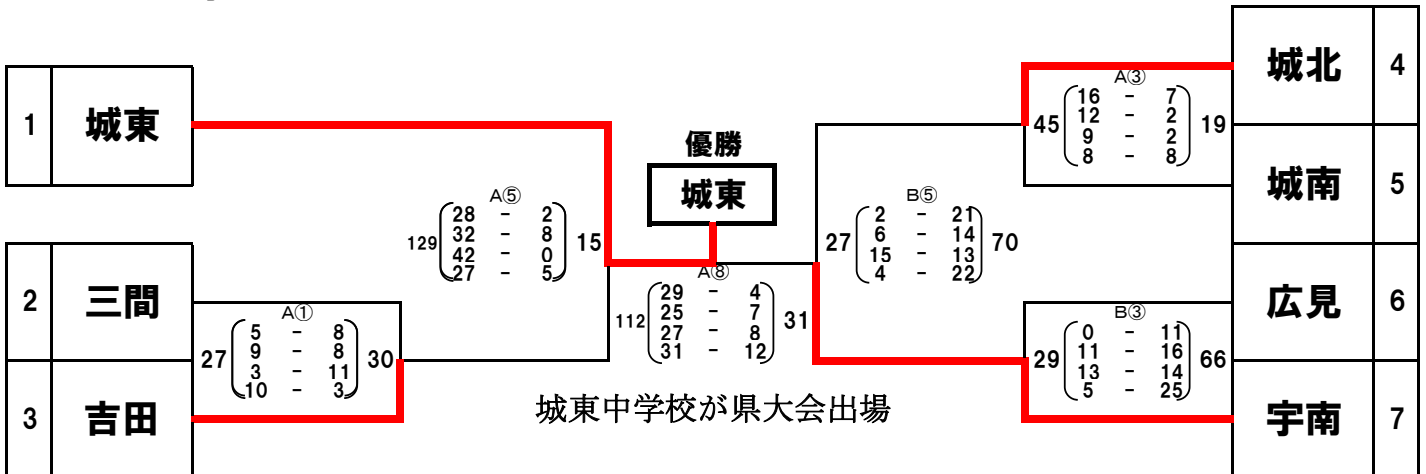 1 城東
2 三間
3 吉田
A①
27 30
5 - 8
9 - 8
3 - 11
10 - 3
A⑤
129 15
28 - 2
32 - 8
42 - 0
27 - 5
優勝
城東
A⑧
112 31
29 - 4
25 - 7
27 - 8
31 - 12
城東中学校が県大会出場
B⑤
27 70
2 - 21
6 - 14
15 - 13
4 - 22
A③
45 19
16 - 7
12 - 2
9 - 2
8 - 8
B③
29 66
0 - 11
11 - 16
13 - 14
5 - 25
城北 4
城南 5
広見 6
宇南 7